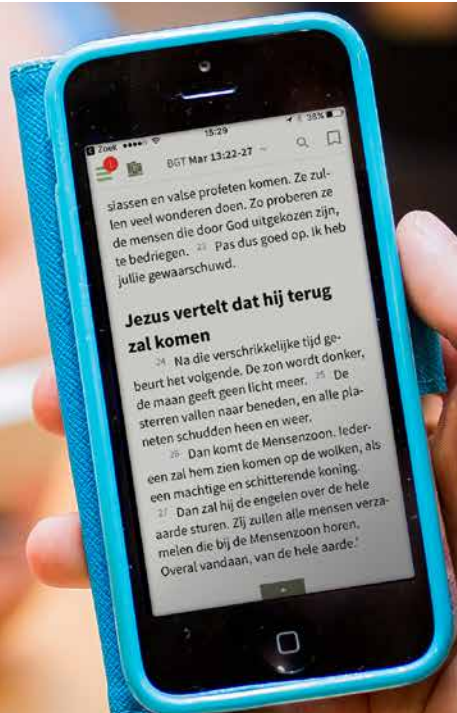 Zoek 15:29 38%
BGT Mar 13:22-27
siassen en valse profeten komen. Ze zul-
len veel wonderen doen. Zo proberen ze
de mensen die door God uitgekozen zijn,
te bedriegen. 23 Pas dus goed op. Ik heb
jullie gewaarschuwd.
Jezus vertelt dat hij terug
zal komen
24 Na die verschrikkelijke tijd ge-
beurt het volgende. De zon wordt donker,
de maan geeft geen licht meer. 25 De
sterren vallen naar beneden, en alle pla-
neten schudden heen en weer.
26 Dan komt de Mensenzoon. Ieder-
een zal hem zien komen op de wolken, als
een machtige en schitterende koning.
27 Dan zal hij de engelen over de hele
aarde sturen. Zij zullen alle mensen verza-
melen die bij de Mensenzoon horen.
Overal vandaan, van de hele aarde.’